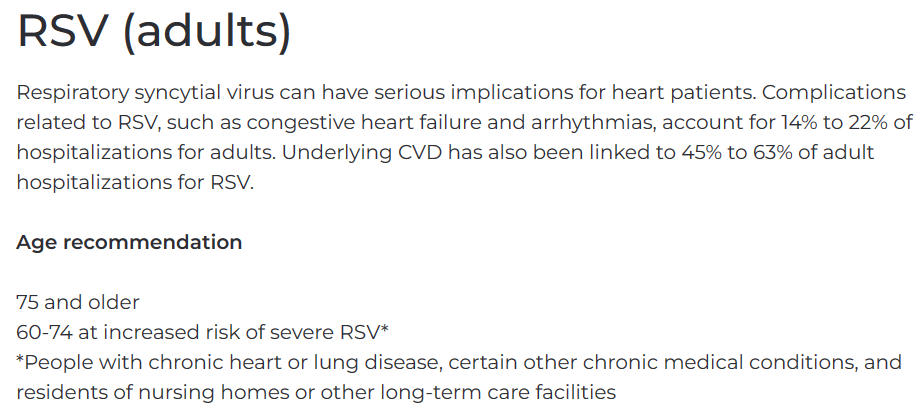 RSV (adults)
Respiratory syncytial virus can have serious implications for heart patients. Complications
related to RSV, such as congestive heart failure and arrhythmias, account for 14% to 22% of
hospitalizations for adults. Underlying CVD has also been linked to 45% to 63% of adult
hospitalizations for RSV.
Age recommendation
75 and older
60-74 at increased risk of severe RSV*
*People with chronic heart or lung disease, certain other chronic medical conditions, and
residents of nursing homes or other long-term care facilities